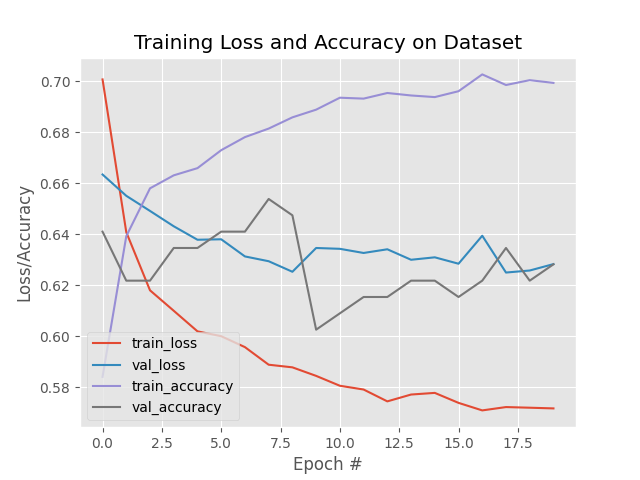 Training Loss and Accuracy on Dataset
Loss/Accuracy
0.70
0.68
0.66
0.64
0.62
0.60
0.58
train_loss
val_loss
train_accuracy
val_accuracy
0.0 2.5 5.0 7.5 10.0 12.5 15.0 17.5
Epoch #